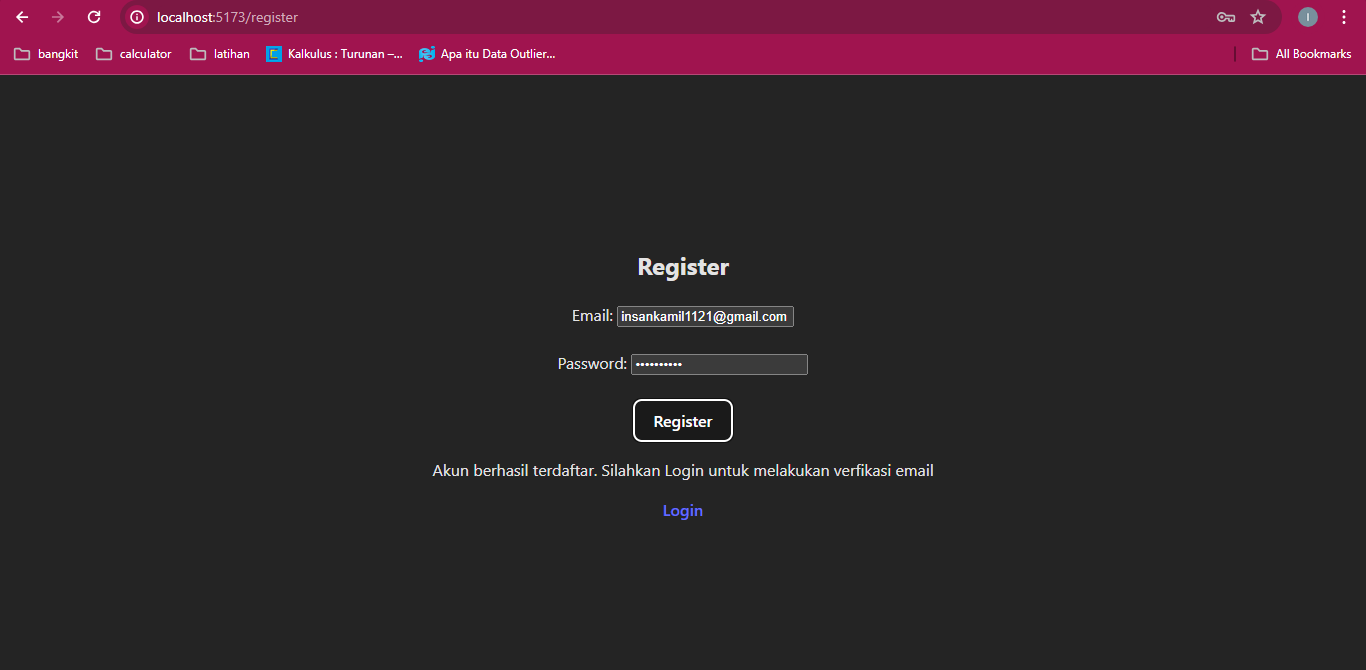 localhost:5173/register
I
bangkit calculator latihan Kalkulus : Turunan –... Apa itu Data Outlier... All Bookmarks
Register
Email: insankamil1121@gmail.com
Password: ••••••••••
Register
Akun berhasil terdaftar. Silahkan Login untuk melakukan verfikasi email
Login